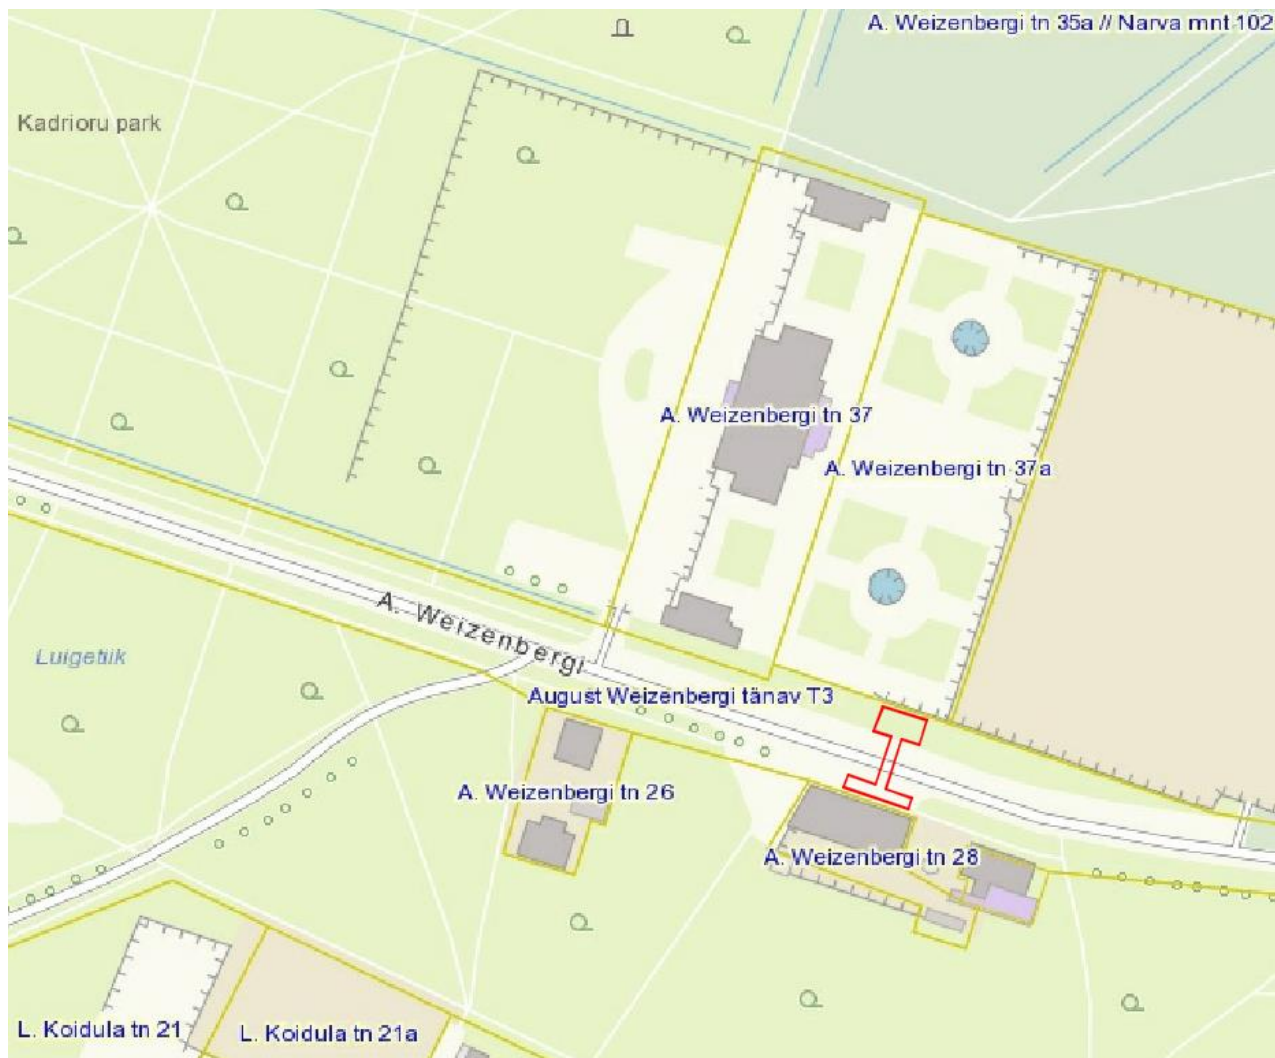 A. Weizenbergi tn 35a // Narva mnt 102
Kadrioru park
A. Weizenbergi tn 37
A. Weizenbergi tn 37a
A. Weizenbergi
Luigetiik
August Weizenbergi tänav T3
A. Weizenbergi tn 26
A. Weizenbergi tn 28
L. Koidula tn 21
L. Koidula tn 21a